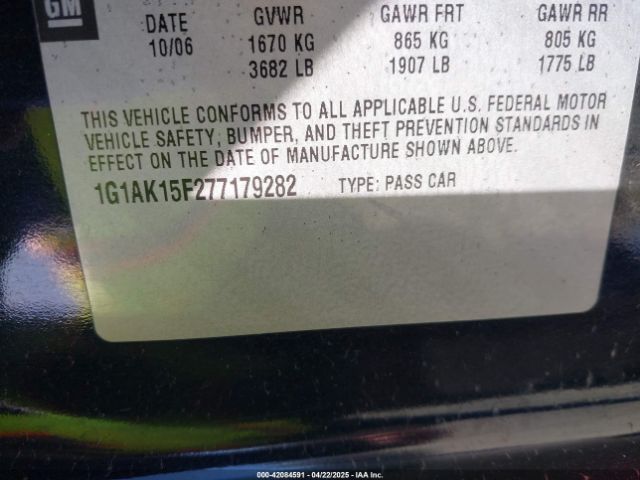 GM
DATE GVWR GAWR FRT GAWR RR
10/06 1670 KG 865 KG 805 KG
3682 LB 1907 LB 1775 LB
THIS VEHICLE CONFORMS TO ALL APPLICABLE U.S. FEDERAL MOTOR
VEHICLE SAFETY, BUMPER, AND THEFT PREVENTION STANDARDS IN
EFFECT ON THE DATE OF MANUFACTURE SHOWN ABOVE.
1G1AK15F277179282 TYPE: PASS CAR
000-42084591 - 04/22/2025 - IAA Inc.